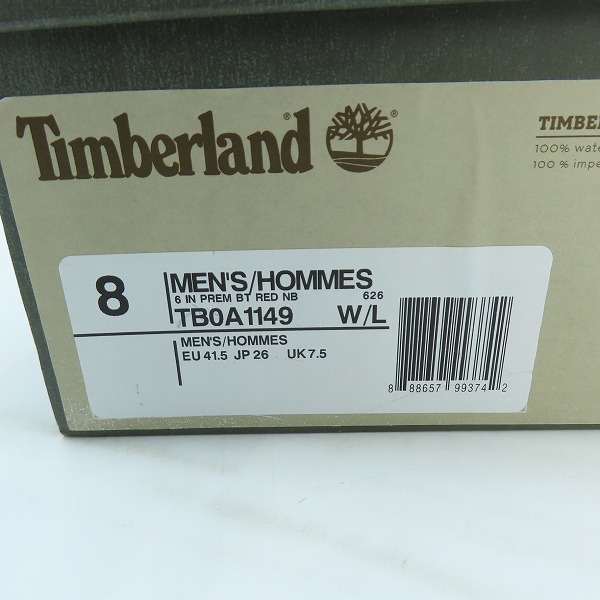 Timberland® ®
TIMBER
100% wate
100% impe
8
MEN'S/HOMMES
6 IN PREM BT RED NB 626
TB0A1149 W/L
MEN'S/HOMMES
EU 41.5 JP 26 UK 7.5
8 88657 99374 2